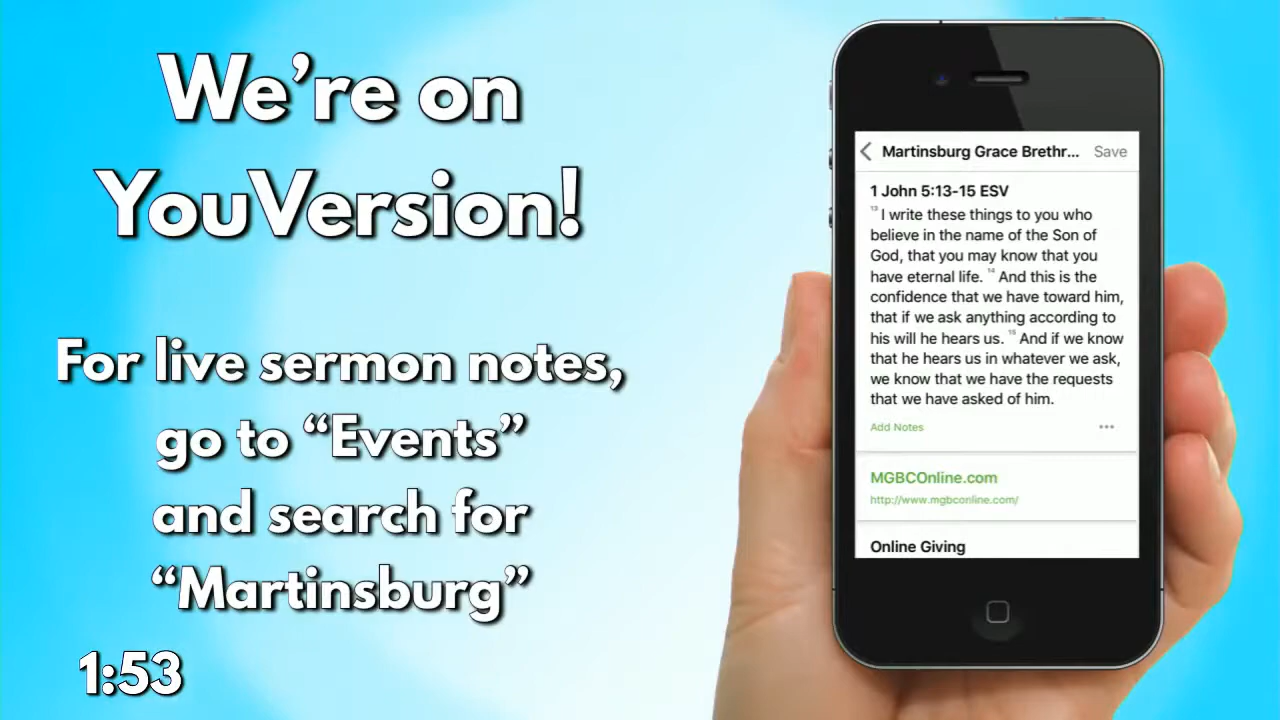 We’re on
YouVersion!
For live sermon notes,
go to “Events”
and search for
“Martinsburg”
1:53
Martinsburg Grace Brethr... Save
1 John 5:13-15 ESV
13 I write these things to you who
believe in the name of the Son of
God, that you may know that you
have eternal life. 14 And this is the
confidence that we have toward him,
that if we ask anything according to
his will he hears us. 15 And if we know
that he hears us in whatever we ask,
we know that we have the requests
that we have asked of him.
Add Notes
MGBCOnline.com
http://www.mgbconline.com/
Online Giving